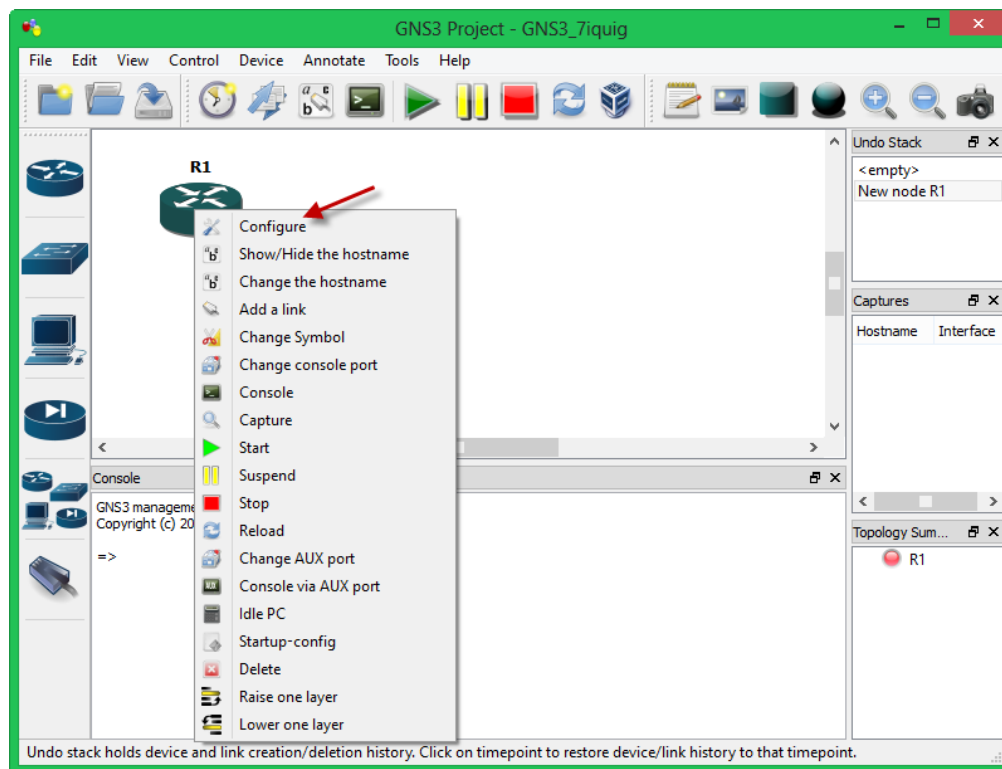 GNS3 Project - GNS3_7iquig
File Edit View Control Device Annotate Tools Help
R1
Configure
Show/Hide the hostname
Change the hostname
Add a link
Change Symbol
Change console port
Console
Capture
Start
Suspend
Stop
Reload
Change AUX port
Console via AUX port
Idle PC
Startup-config
Delete
Raise one layer
Lower one layer
Console
GNS3 manageme
Copyright (c) 20
=>
Undo Stack
<empty>
New node R1
Captures
Hostname Interface
Topology Sum...
R1
Undo stack holds device and link creation/deletion history. Click on timepoint to restore device/link history to that timepoint.